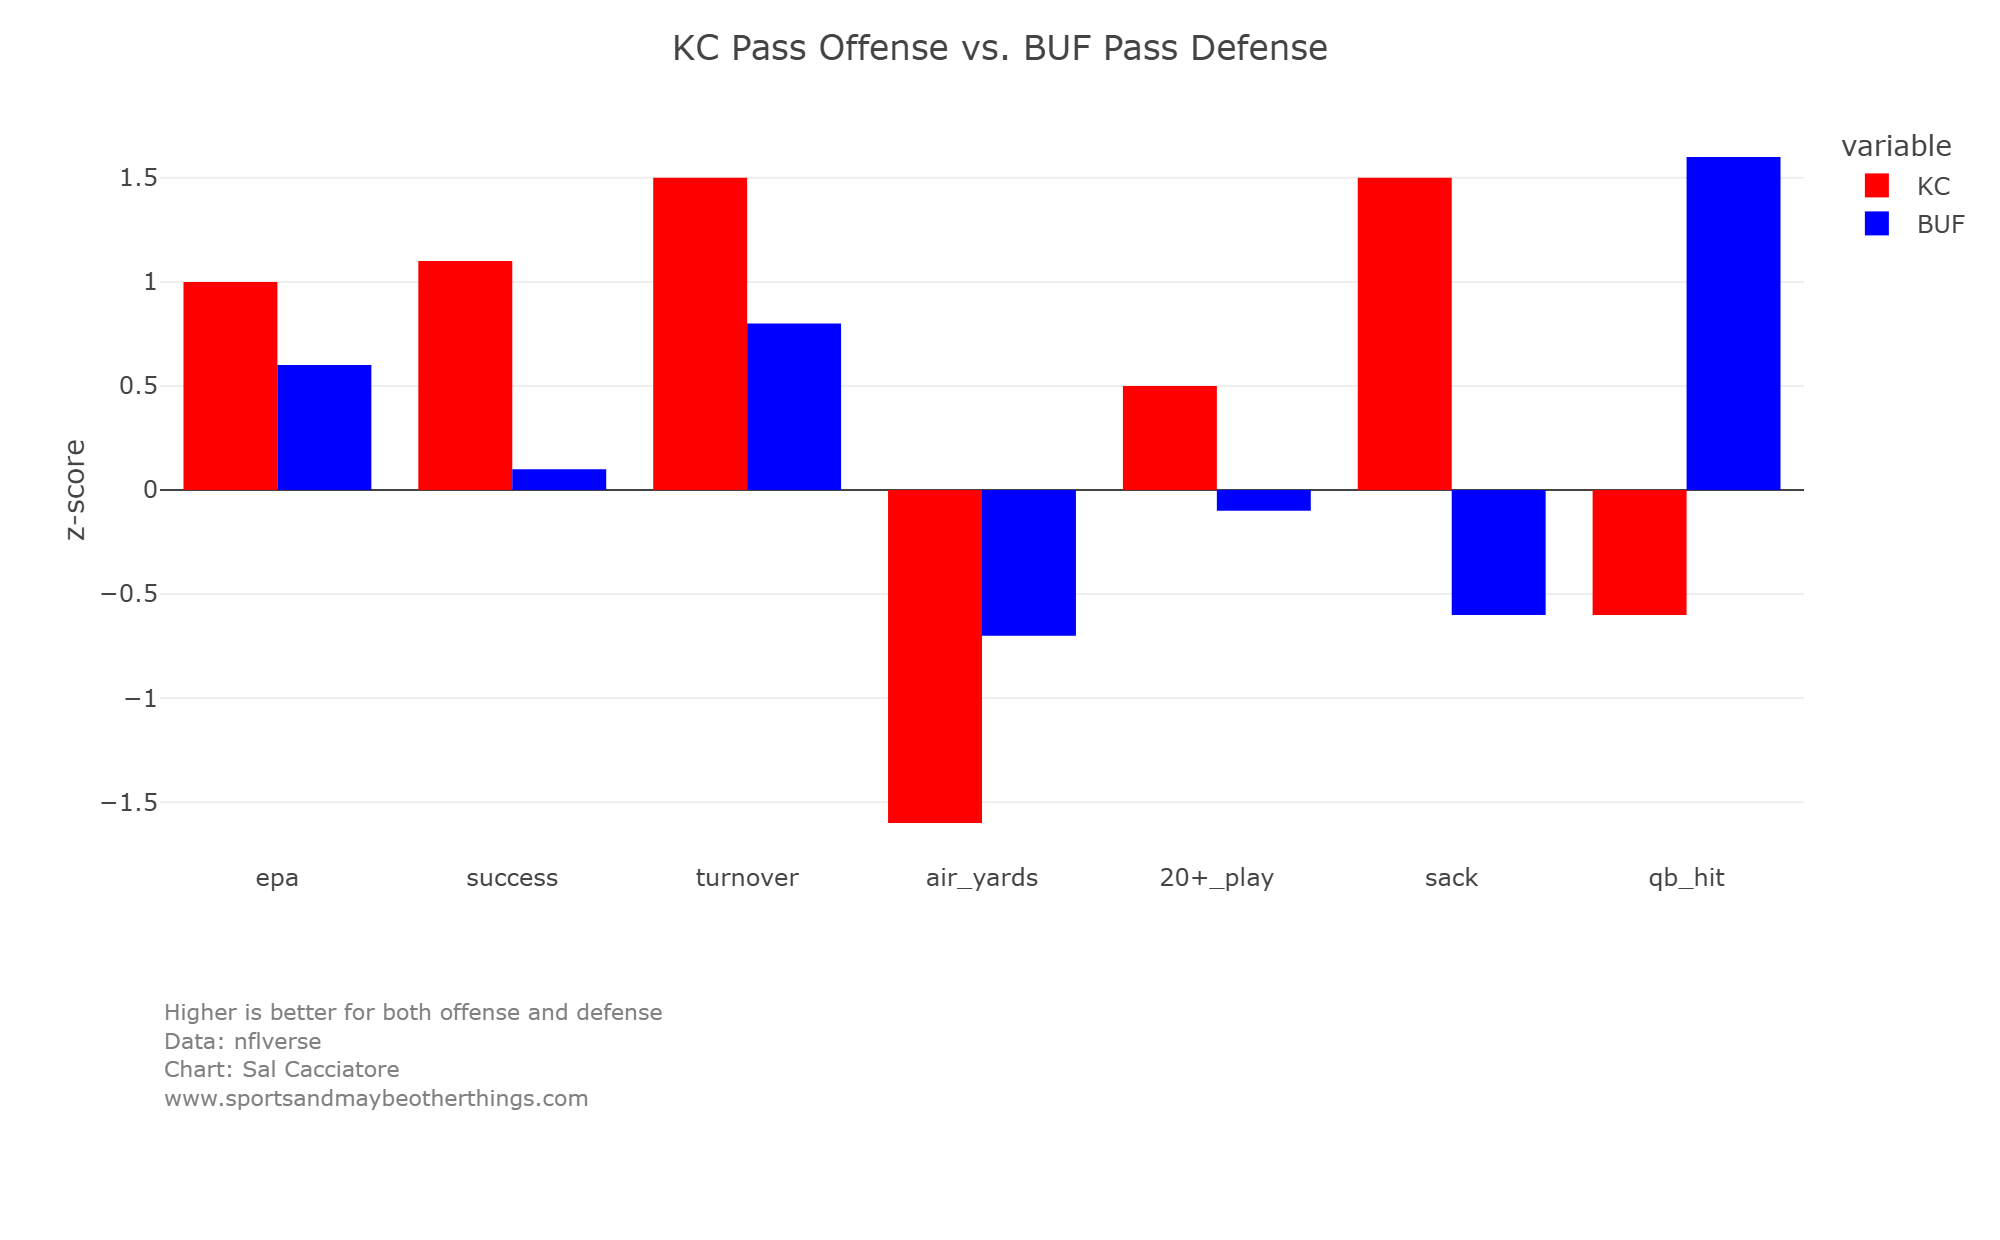 KC Pass Offense vs. BUF Pass Defense
variable
KC
BUF
z-score
1.5
1
0.5
0
−0.5
−1
−1.5
epa
success
turnover
air_yards
20+_play
sack
qb_hit
Higher is better for both offense and defense
Data: nflverse
Chart: Sal Cacciatore
www.sportsandmaybeotherthings.com